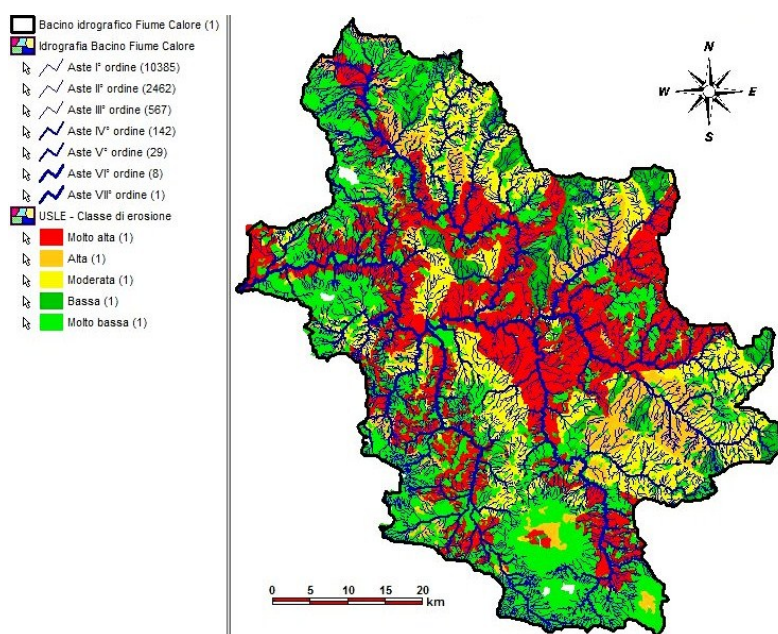 Bacino idrografico Fiume Calore (1)
Idrografia Bacino Fiume Calore
Aste I° ordine (10385)
Aste II° ordine (2462)
Aste III° ordine (567)
Aste IV° ordine (142)
Aste V° ordine (29)
Aste VI° ordine (8)
Aste VII° ordine (1)
USLE - Classe di erosione
Molto alta (1)
Alta (1)
Moderata (1)
Bassa (1)
Molto bassa (1)
N
W E
S
0 5 10 15 20
km